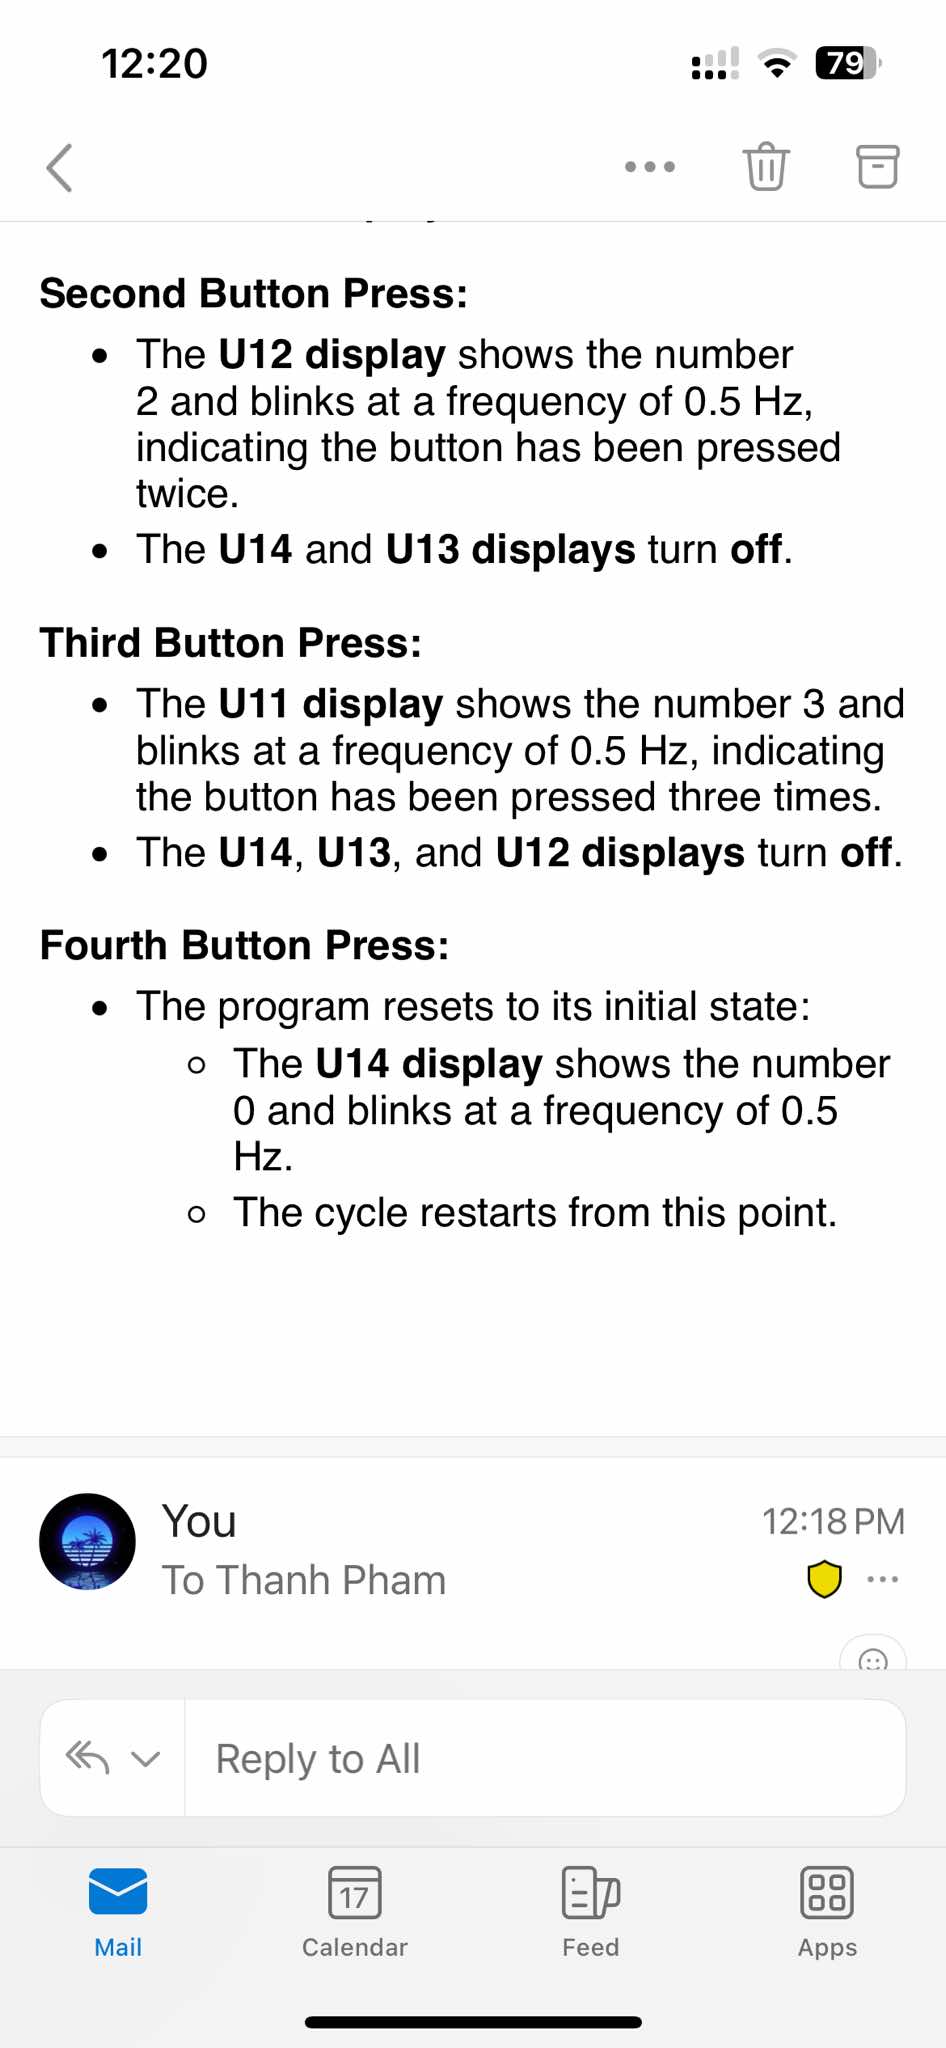 12:20
79
Second Button Press:
• The U12 display shows the number
2 and blinks at a frequency of 0.5 Hz,
indicating the button has been pressed
twice.
• The U14 and U13 displays turn off.
Third Button Press:
• The U11 display shows the number 3 and
blinks at a frequency of 0.5 Hz, indicating
the button has been pressed three times.
• The U14, U13, and U12 displays turn off.
Fourth Button Press:
• The program resets to its initial state:
○ The U14 display shows the number
0 and blinks at a frequency of 0.5
Hz.
○ The cycle restarts from this point.
You
12:18 PM
To Thanh Pham
Reply to All
17
Mail
Calendar
Feed
Apps